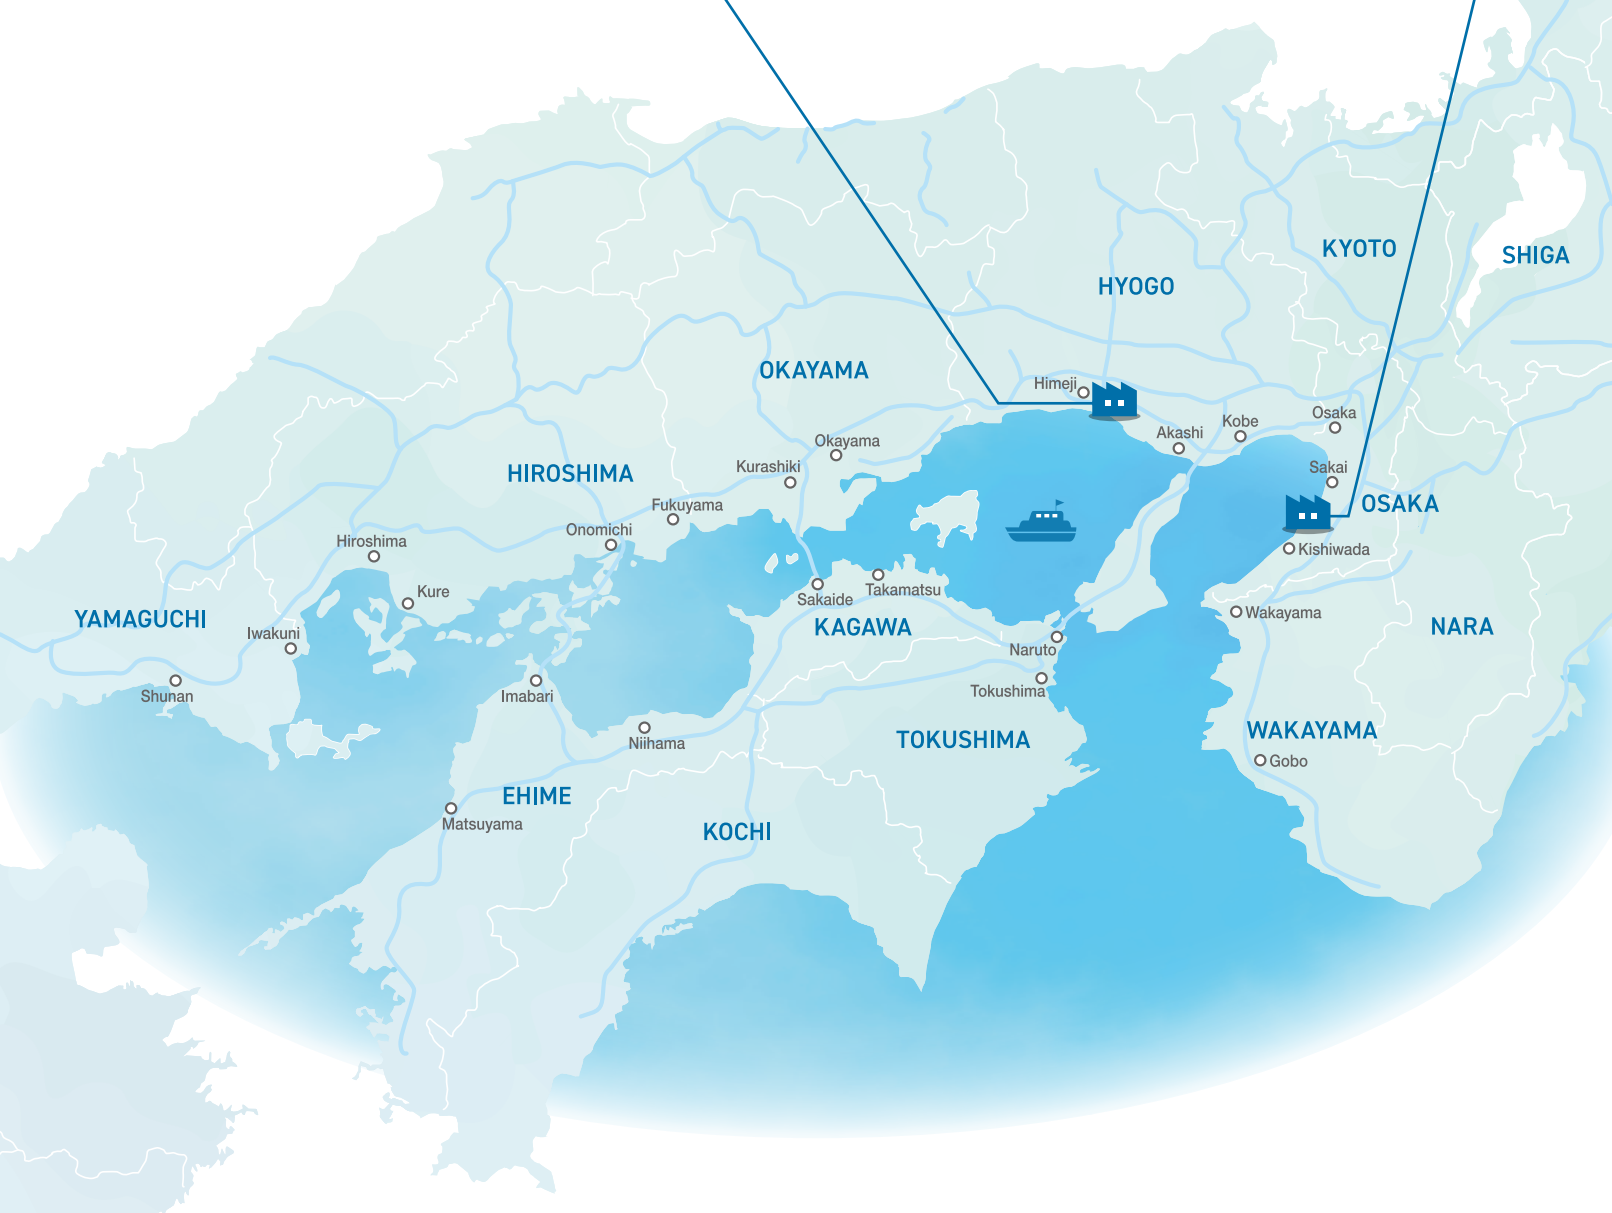 KYOTO
SHIGA
HYOGO
OKAYAMA
Himeji
Osaka
Kobe
Akashi
Okayama
Kurashiki
Sakai
HIROSHIMA
OSAKA
Fukuyama
Onomichi
Hiroshima
Kishiwada
Kure
Takamatsu
Sakaide
Wakayama
YAMAGUCHI
KAGAWA
NARA
Iwakuni
Naruto
Shunan
Imabari
Tokushima
WAKAYAMA
Niihama
TOKUSHIMA
Gobo
EHIME
Matsuyama
KOCHI